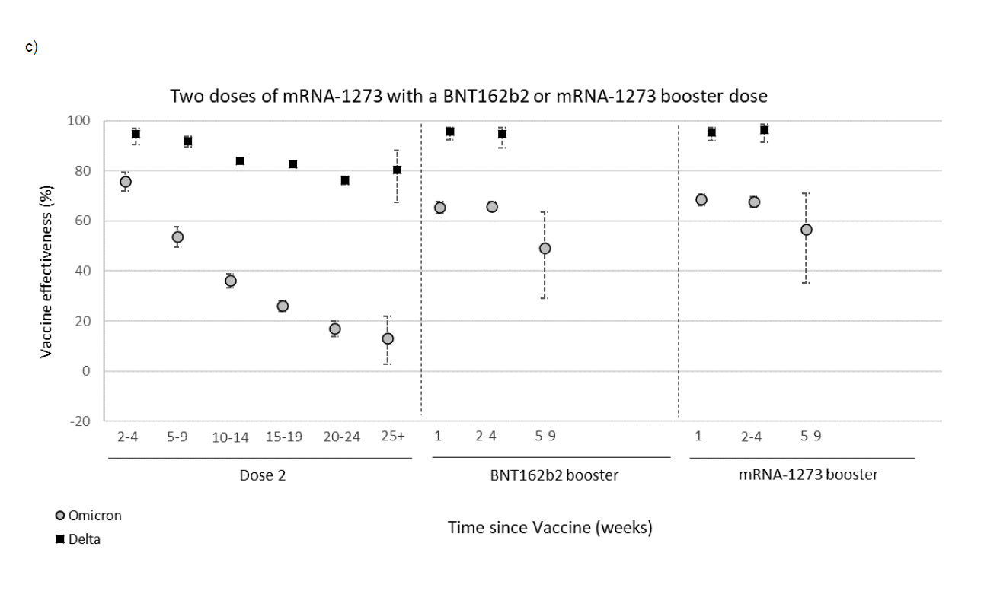 c)
Two doses of mRNA-1273 with a BNT162b2 or mRNA-1273 booster dose
Vaccine effectiveness (%)
100
80
60
40
20
0
-20
2-4 5-9 10-14 15-19 20-24 25+ 1 2-4 5-9 1 2-4 5-9
Dose 2 BNT162b2 booster mRNA-1273 booster
Omicron
Delta
Time since Vaccine (weeks)